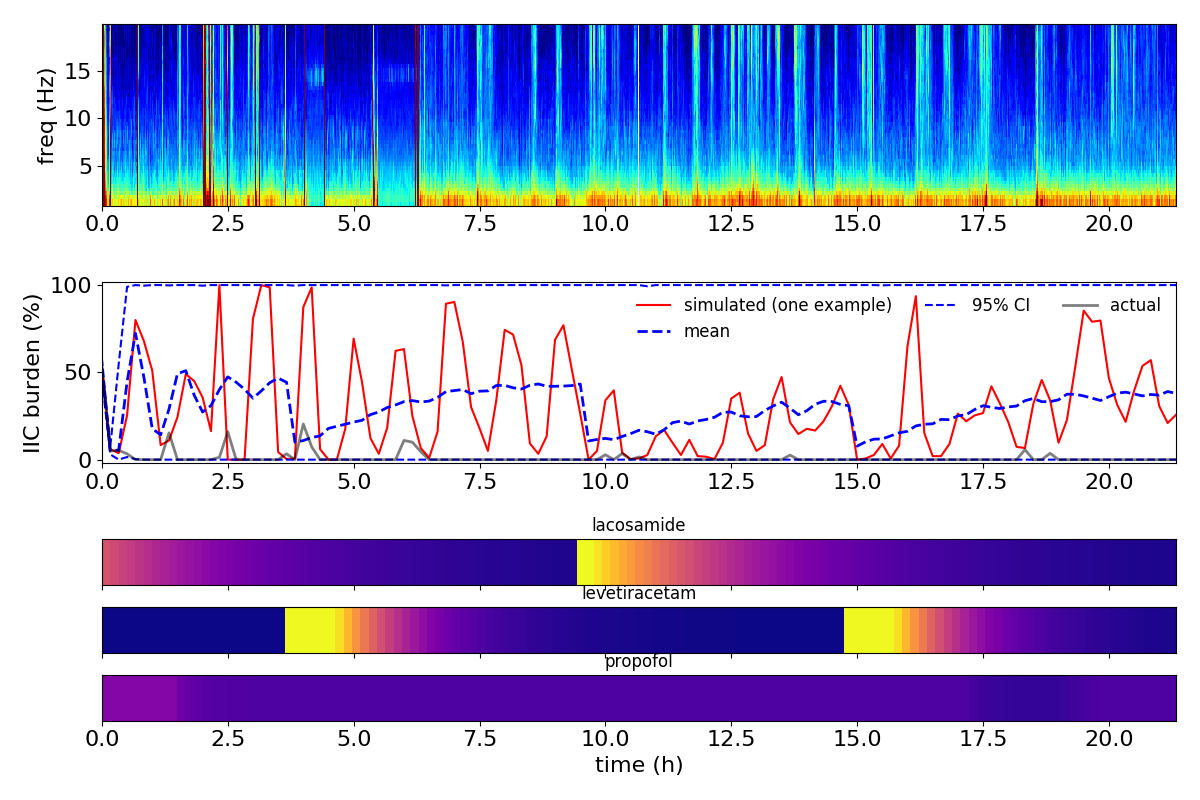 freq (Hz)
15
10
5
0.0 2.5 5.0 7.5 10.0 12.5 15.0 17.5 20.0
IIC burden (%)
100
50
0
simulated (one example) 95% CI actual
mean
0.0 2.5 5.0 7.5 10.0 12.5 15.0 17.5 20.0
lacosamide
levetiracetam
propofol
0.0 2.5 5.0 7.5 10.0 12.5 15.0 17.5 20.0
time (h)